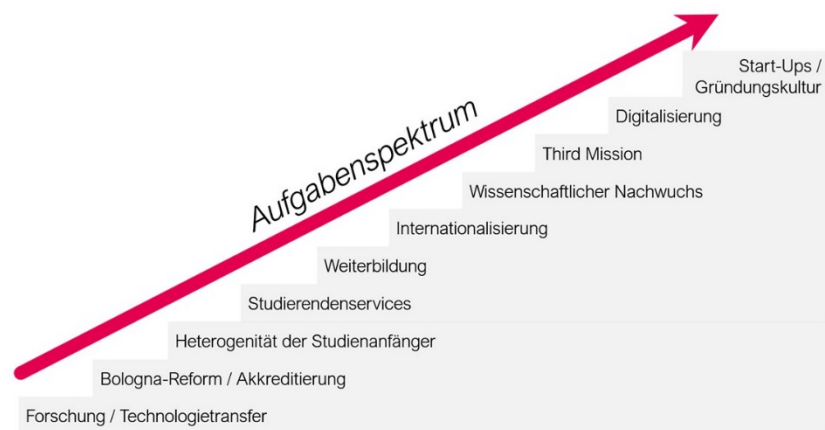 Aufgabenspektrum
Start-Ups /
Gründungskultur
Digitalisierung
Third Mission
Wissenschaftlicher Nachwuchs
Internationalisierung
Weiterbildung
Studierendenservices
Heterogenität der Studienanfänger
Bologna-Reform / Akkreditierung
Forschung / Technologietransfer